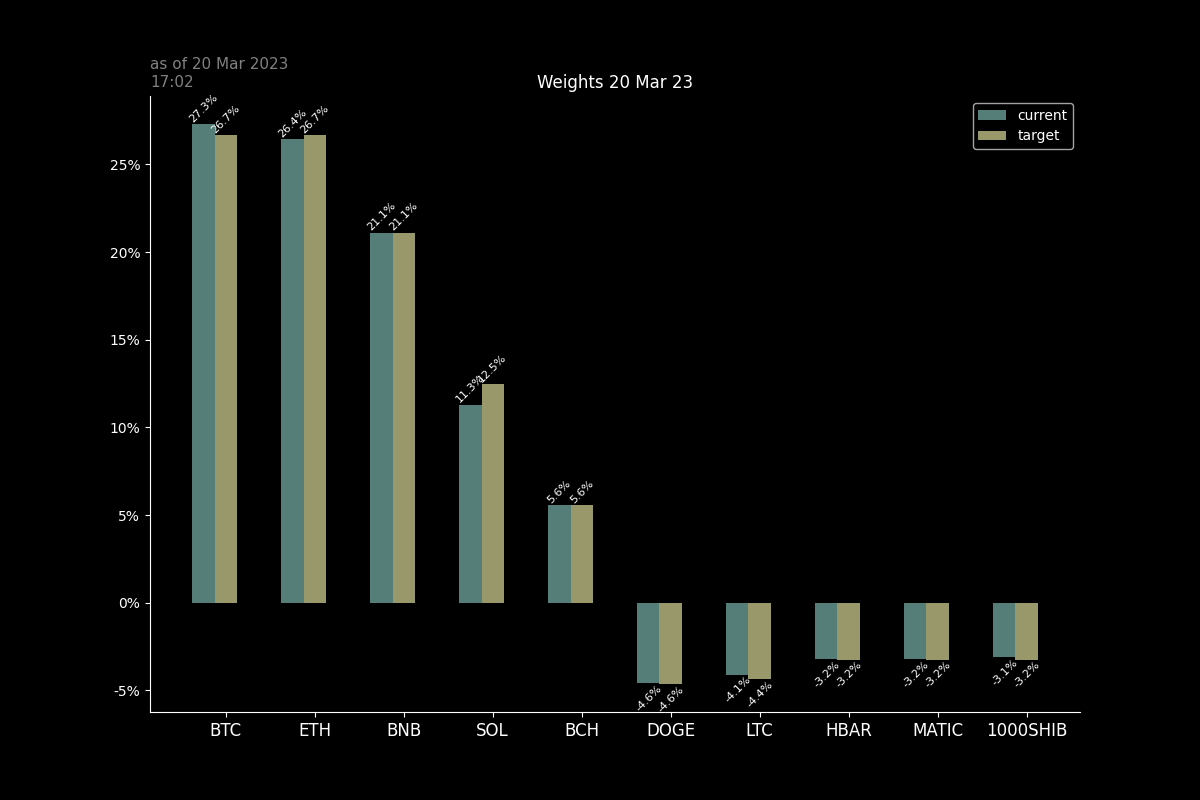 as of 20 Mar 2023
17:02
Weights 20 Mar 23
current
target
27.3% 26.7% 26.4% 26.7% 21.1% 21.1% 11.3% 12.5% 5.6% 5.6%
25%
20%
15%
10%
5%
0%
-5%
-4.6% -4.6% -4.1% -4.4% -3.2% -3.2% -3.2% -3.2% -3.1% -3.2%
BTC ETH BNB SOL BCH DOGE LTC HBAR MATIC 1000SHIB